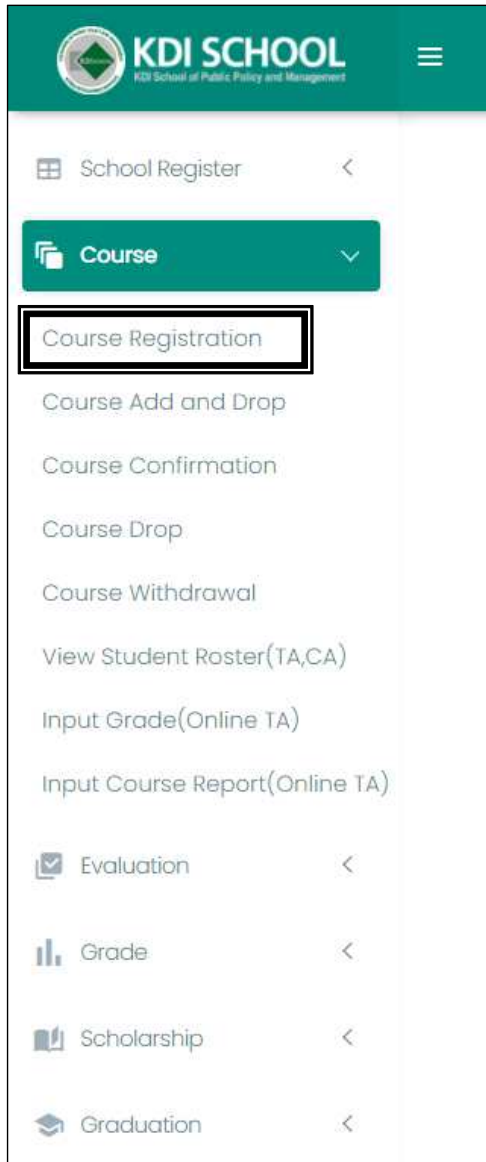 KDI SCHOOL
KDI School of Public Policy and Management
School Register
Course
Course Registration
Course Add and Drop
Course Confirmation
Course Drop
Course Withdrawal
View Student Roster(TA,CA)
Input Grade(Online TA)
Input Course Report(Online TA)
Evaluation
Grade
Scholarship
Graduation